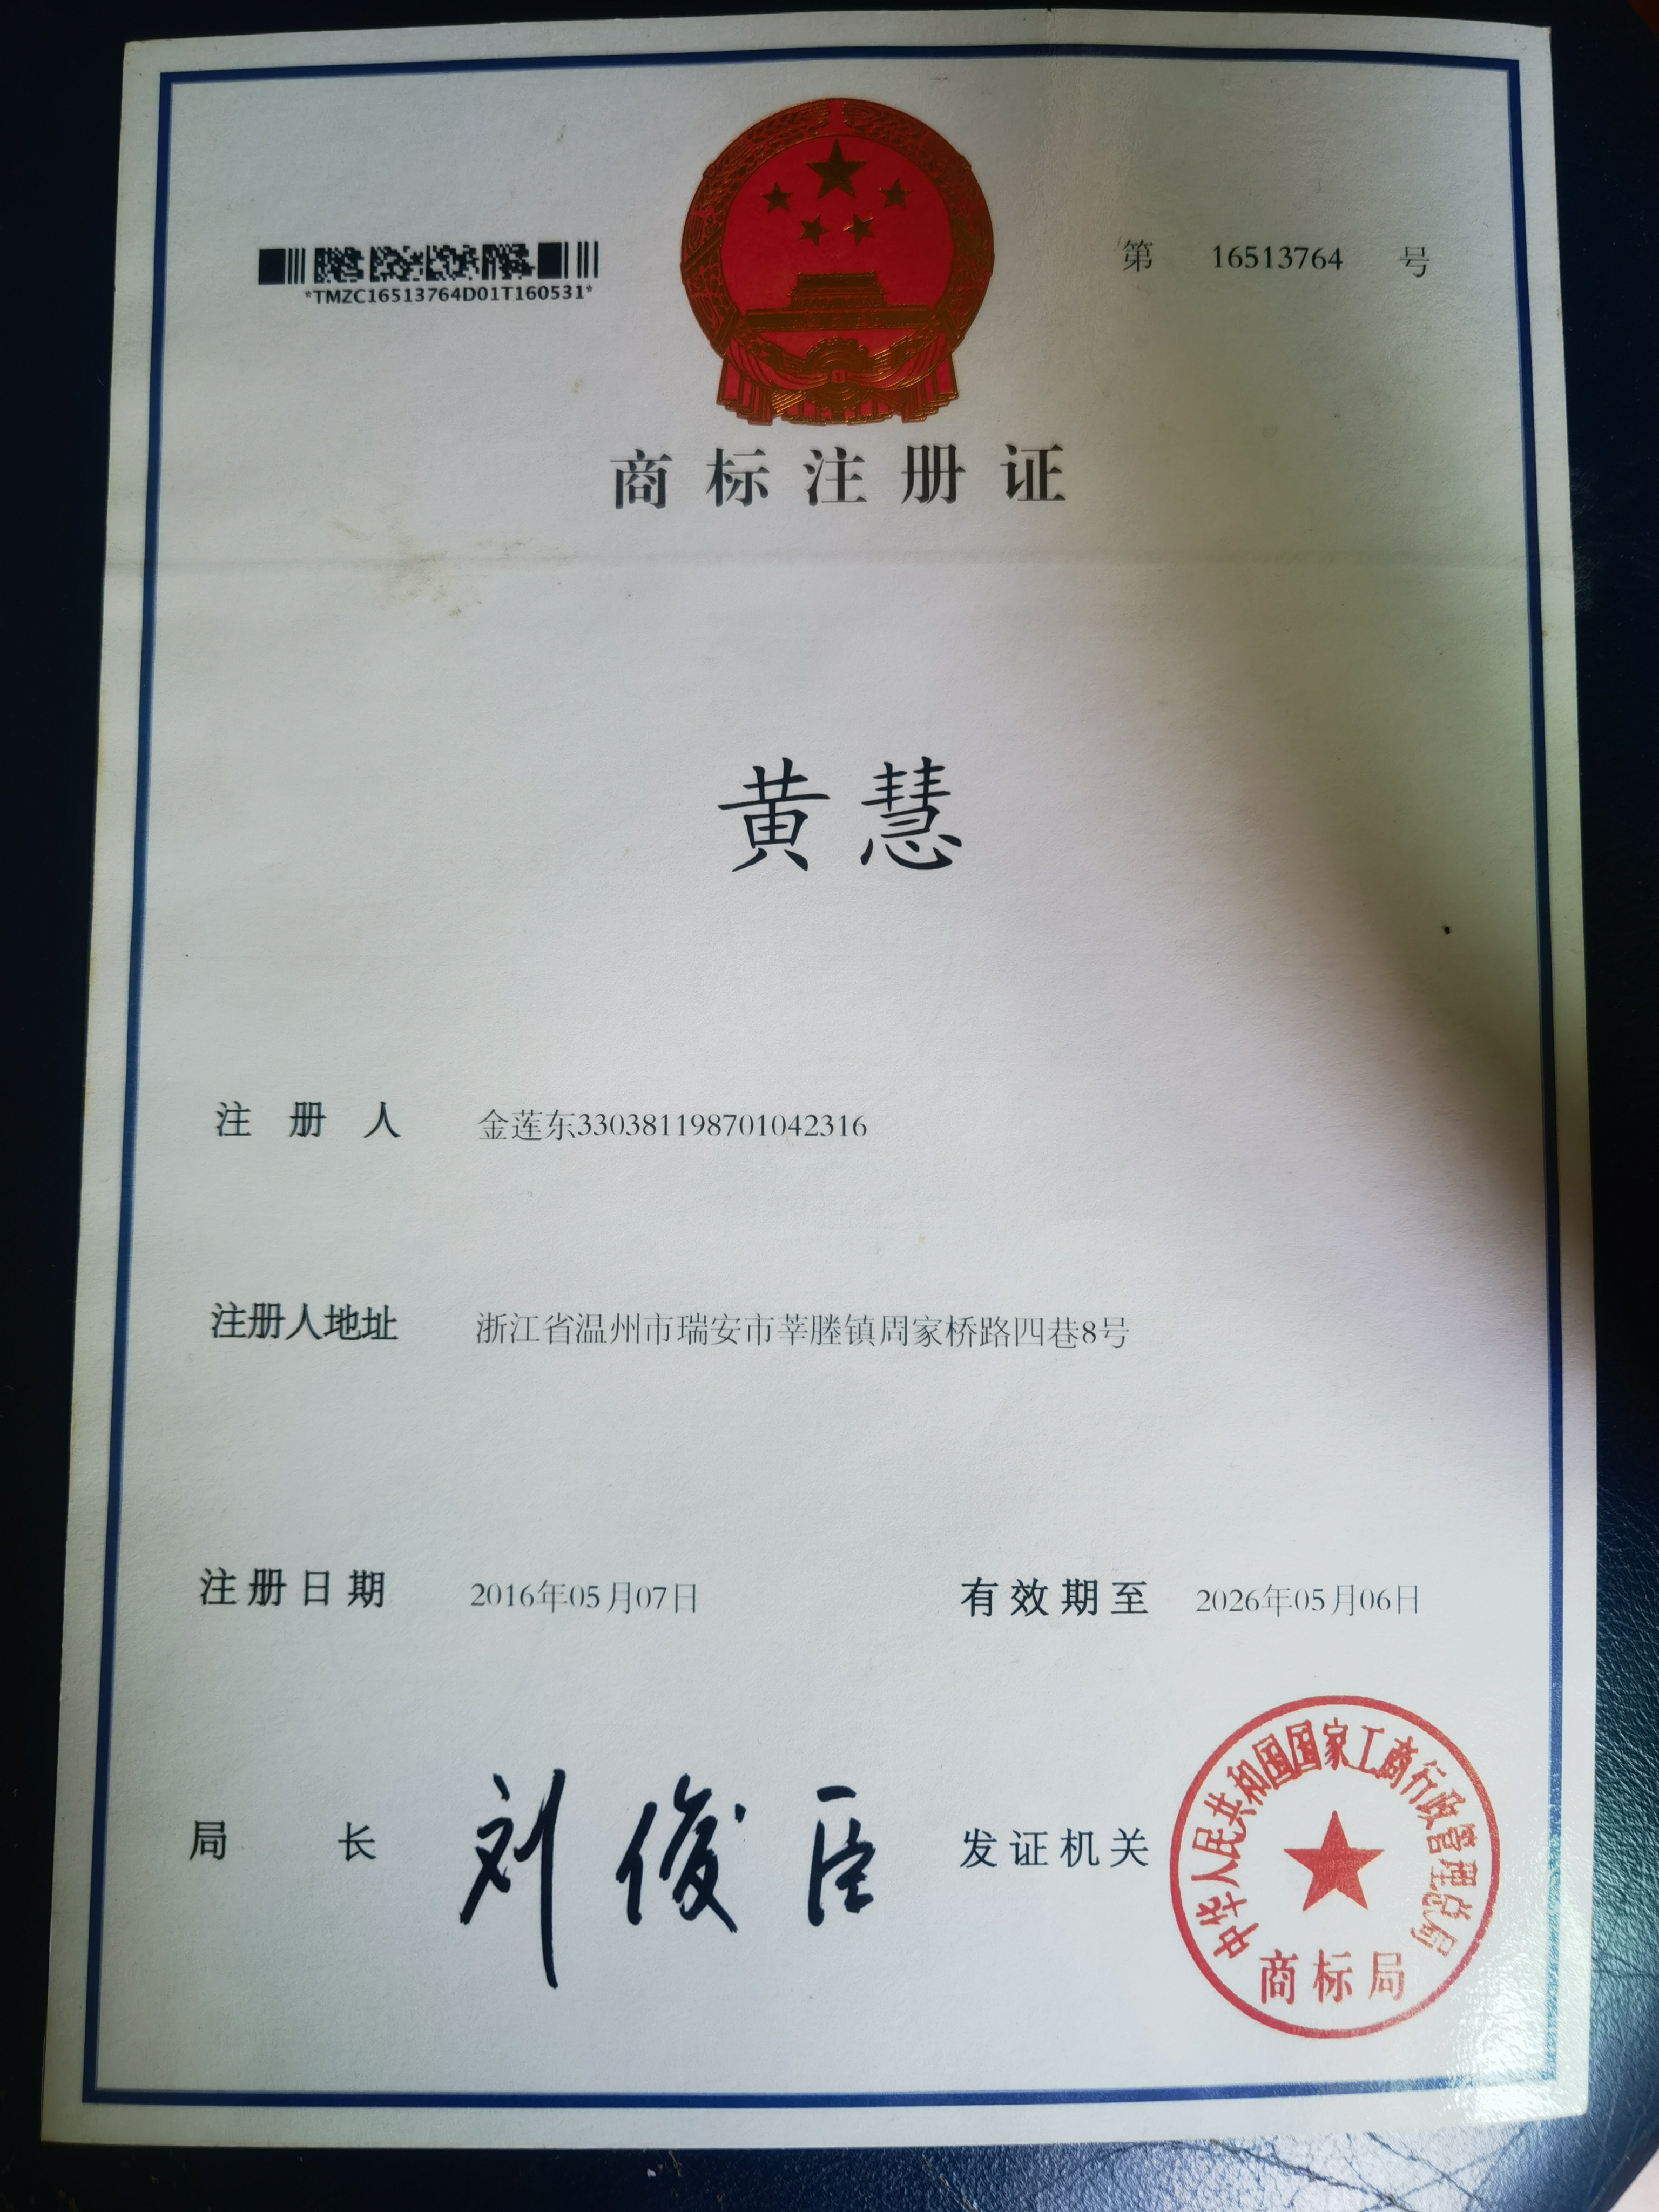 第 16513764 号
*TMZC16513764D01T160531*
商标注册证
黄慧
注册人 金莲东330381198701042316
注册人地址 浙江省温州市瑞安市莘塍镇周家桥路四巷8号
注册日期 2016年05月07日 有效期至 2026年05月06日
局长 刘俊臣 发证机关
中华人民共和国国家工商行政管理总局
商标局